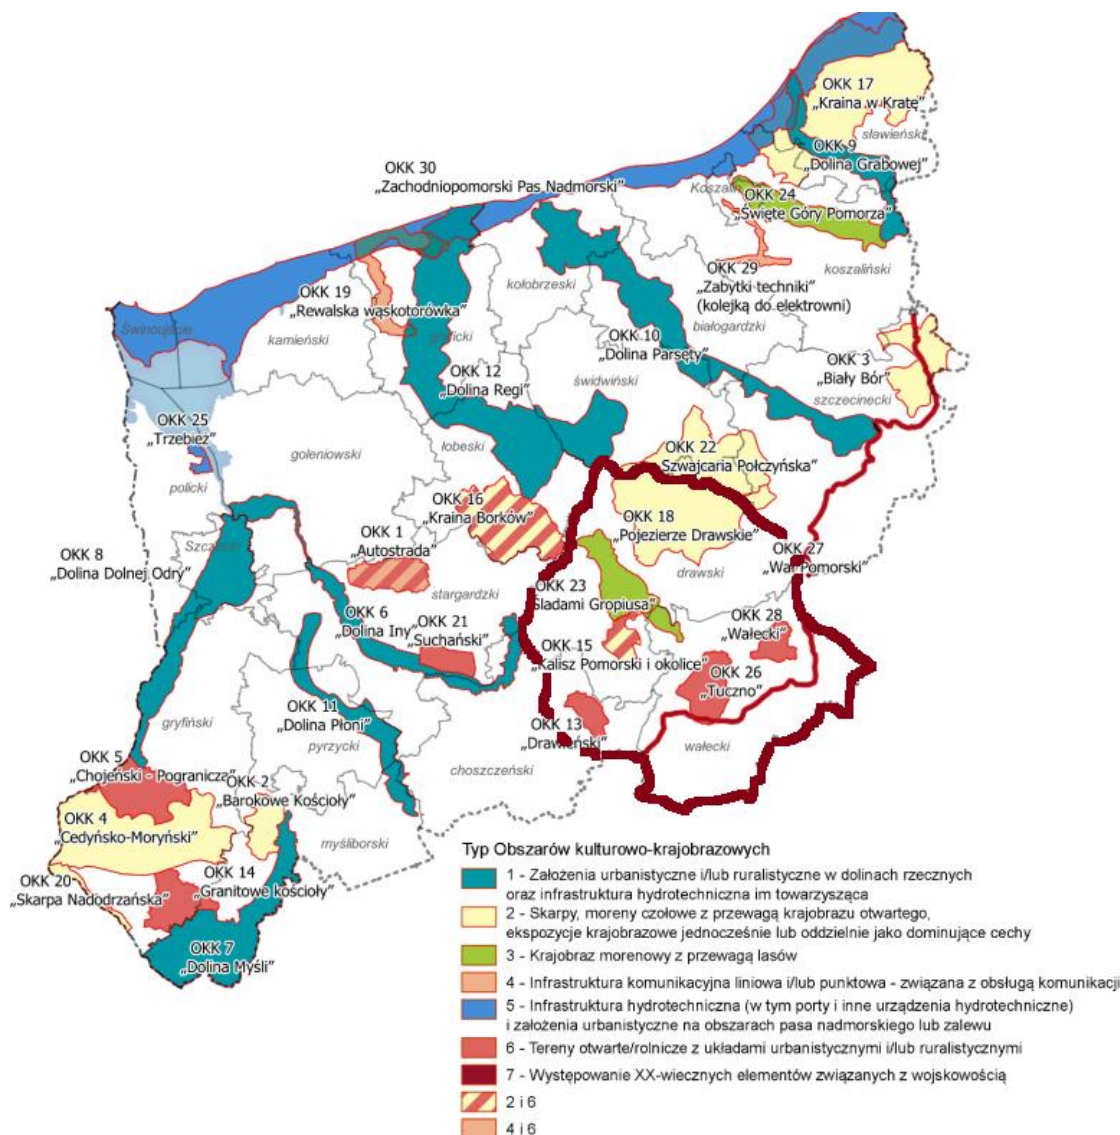 OKK 17
„Kraina w Kratę”
sławieński
OKK 9
„Dolina Grabowej”
OKK 30
„Zachodniopomorski Pas Nadmorski”
Koszalin
OKK 24
„Święte Góry Pomorza”
koszaliński
OKK 29
„Zabytki techniki”
(kolejką do elektrowni)
kołobrzeski
OKK 19
„Rewalska wąskotorówka”
Świnoujście
kamieński
gryficki
białogardzki
OKK 10
„Dolina Parsęty”
OKK 3
„Biały Bór”
OKK 12
„Dolina Regi”
świdwiński
szczecinecki
OKK 25
„Trzebież”
łobeski
goleniowski
OKK 22
„Szwajcaria Połczyńska”
policki
OKK 16
„Kraina Borków”
OKK 18
„Pojezierze Drawskie”
OKK 1
„Autostrada”
Szczecin
OKK 8
„Dolina Dolnej Odry”
OKK 27
„Wał Pomorski”
drawski
OKK 23
Śladami Gropiusa”
stargardzki
OKK 6
„Dolina Iny”
OKK 21
„Suchański”
OKK 28
„Wałecki”
OKK 15
„Kalisz Pomorski i okolice”
OKK 26
„Tuczno”
OKK 11
„Dolina Płoni”
gryfiński
pyrzycki
OKK 13
„Drawieński”
wałecki
OKK 5
„Chojeński - Pogranicza”
choszczeński
OKK 2
„Barokowe Kościoły”
OKK 4
„Cedyńsko-Moryński”
myśliborski
OKK 20
„Skarpa Nadodrzańska”
OKK 14
„Granitowe kościoły”
OKK 7
„Dolina Myśli”
Typ Obszarów kulturowo-krajobrazowych
1 - Założenia urbanistyczne i/lub ruralistyczne w dolinach rzecznych
oraz infrastruktura hydrotechniczna im towarzysząca
2 - Skarpy, moreny czołowe z przewagą krajobrazu otwartego,
ekspozycje krajobrazowe jednocześnie lub oddzielnie jako dominujące cechy
3 - Krajobraz morenowy z przewagą lasów
4 - Infrastruktura komunikacyjna liniowa i/lub punktowa - związana z obsługą komunikacji
5 - Infrastruktura hydrotechniczna (w tym porty i inne urządzenia hydrotechniczne)
i założenia urbanistyczne na obszarach pasa nadmorskiego lub zalewu
6 - Tereny otwarte/rolnicze z układami urbanistycznymi i/lub ruralistycznymi
7 - Występowanie XX-wiecznych elementów związanych z wojskowością
2 i 6
4 i 6